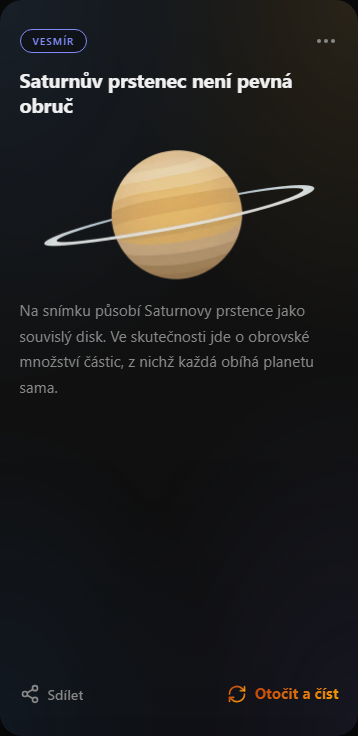 VESMÍR
Saturnův prstenec není pevná
obruč
Na snímku působí Saturnovy prstence jako
souvislý disk. Ve skutečnosti jde o obrovské
množství částic, z nichž každá obíhá planetu
sama.
Sdílet
Otočit a číst